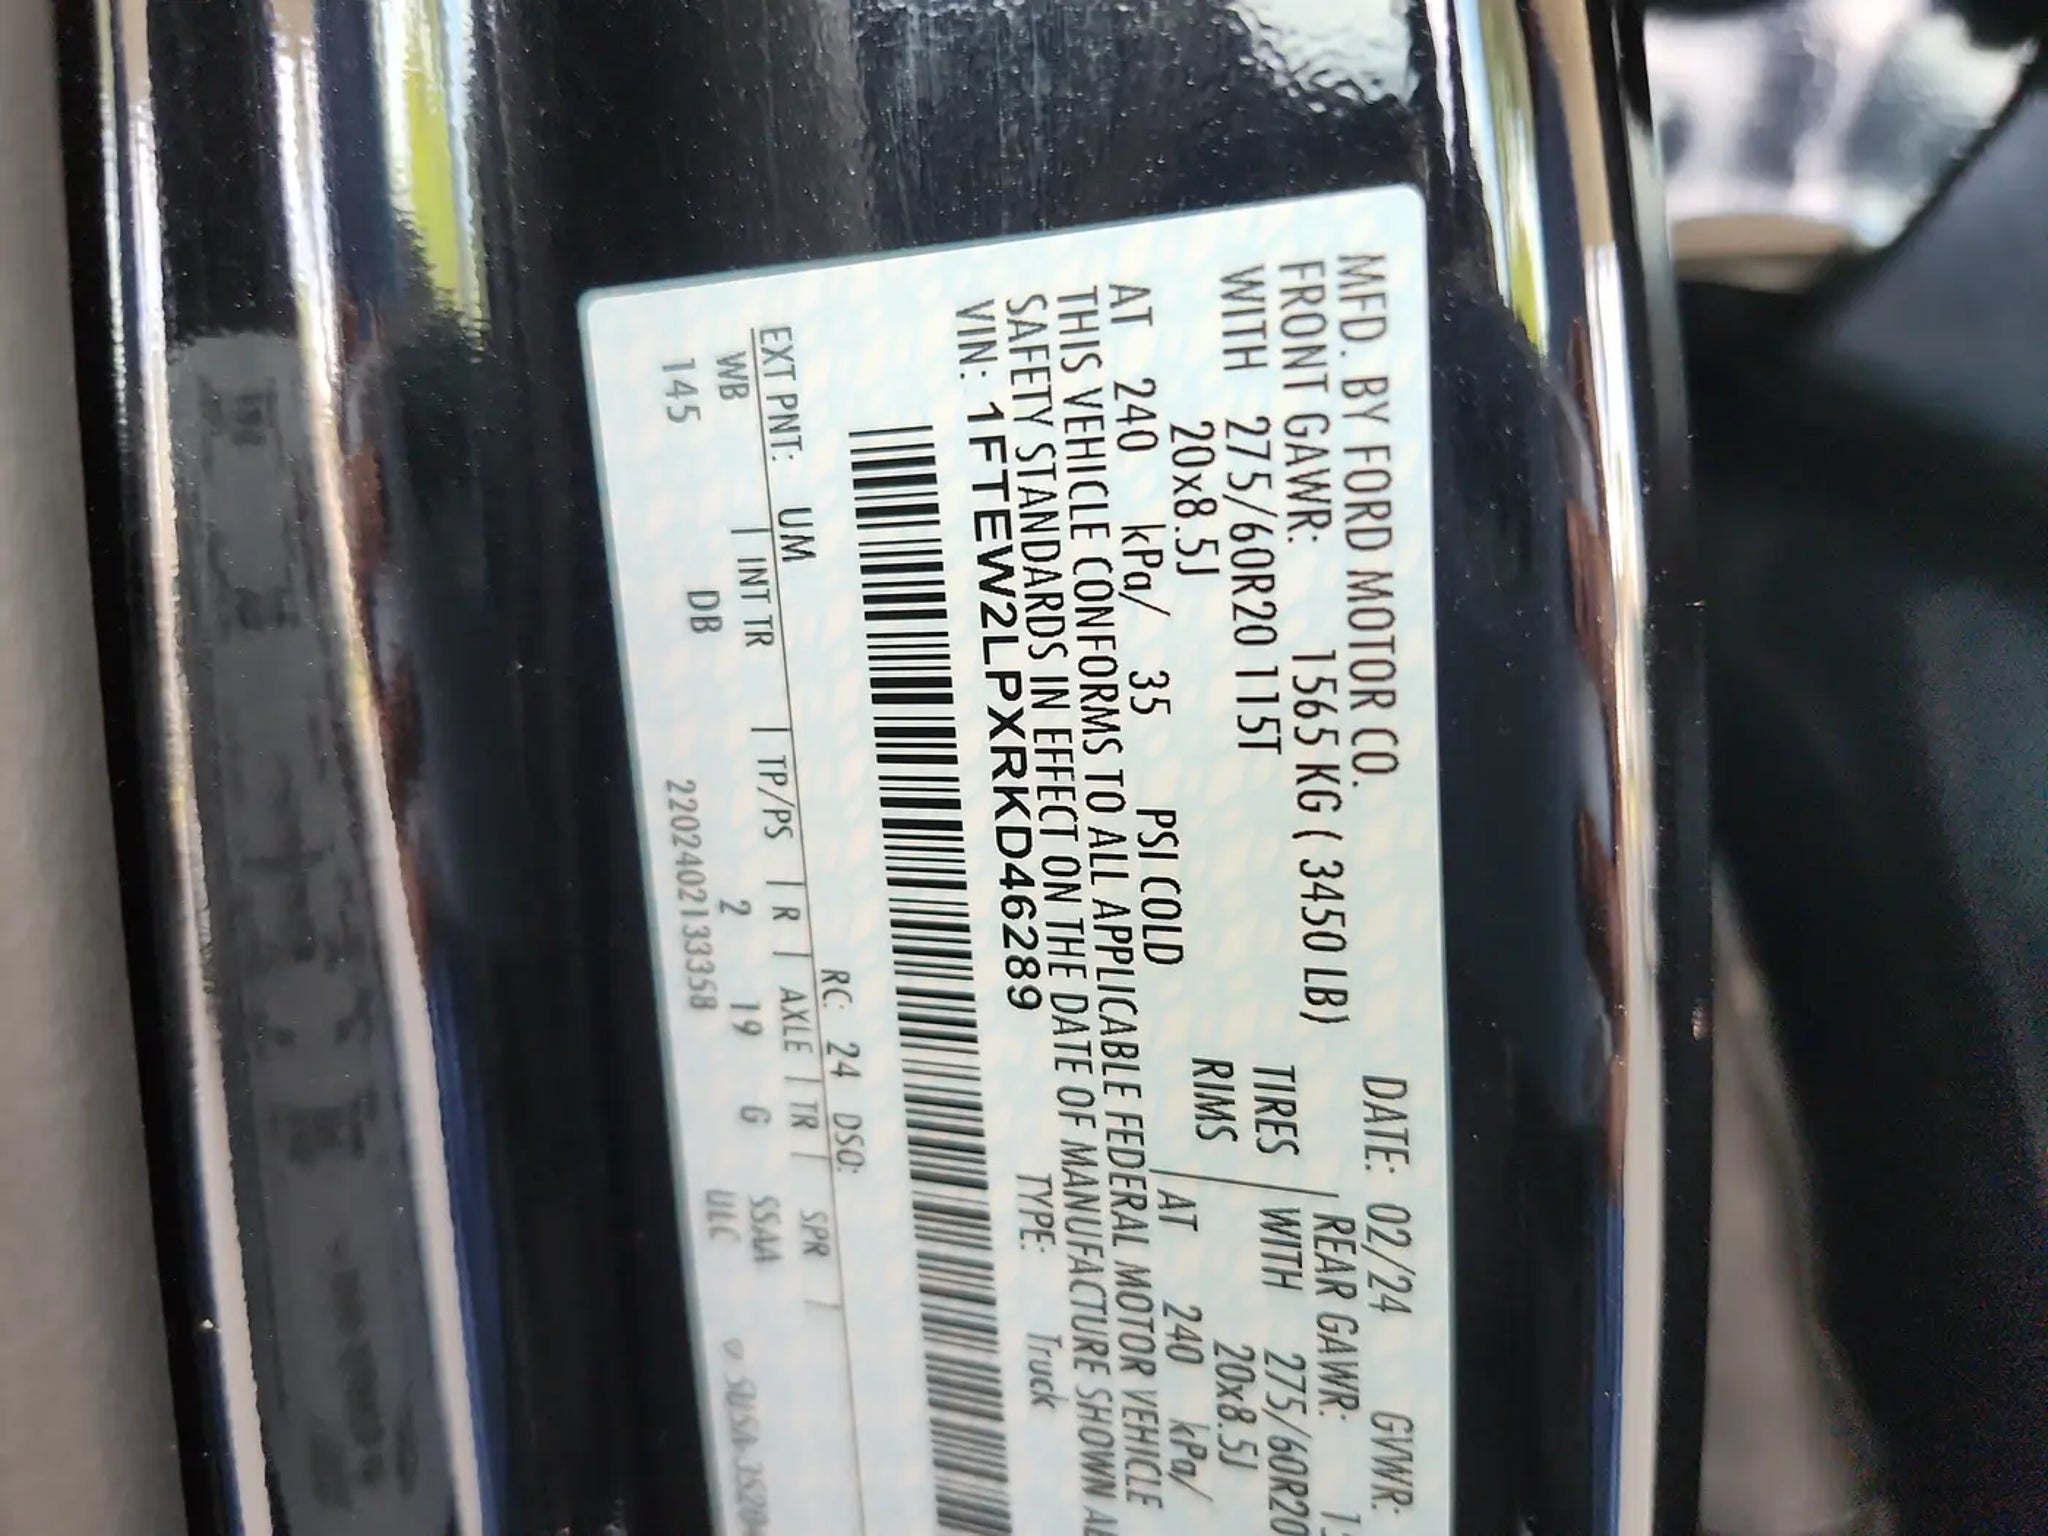 MFD. BY FORD MOTOR CO. DATE: 02/24 GVWR:
FRONT GAWR: 1565 KG ( 3450 LB) REAR GAWR: 15
WITH 275/60R20 115T TIRES WITH 275/60R20
20x8.5J RIMS 20x8.5J
AT 240 kPa/ 35 PSI COLD AT 240 kPa/
THIS VEHICLE CONFORMS TO ALL APPLICABLE FEDERAL MOTOR VEHICLE
SAFETY STANDARDS IN EFFECT ON THE DATE OF MANUFACTURE SHOWN
VIN: 1FTEW2LPXRKD46289 TYPE: Truck
EXT PNT: UM RC: 24 DSO:
WB | INT TR | TP/PS | R | AXLE | TR | SPR |
145 DB 2 19 G SSAA
220240213358 ULC